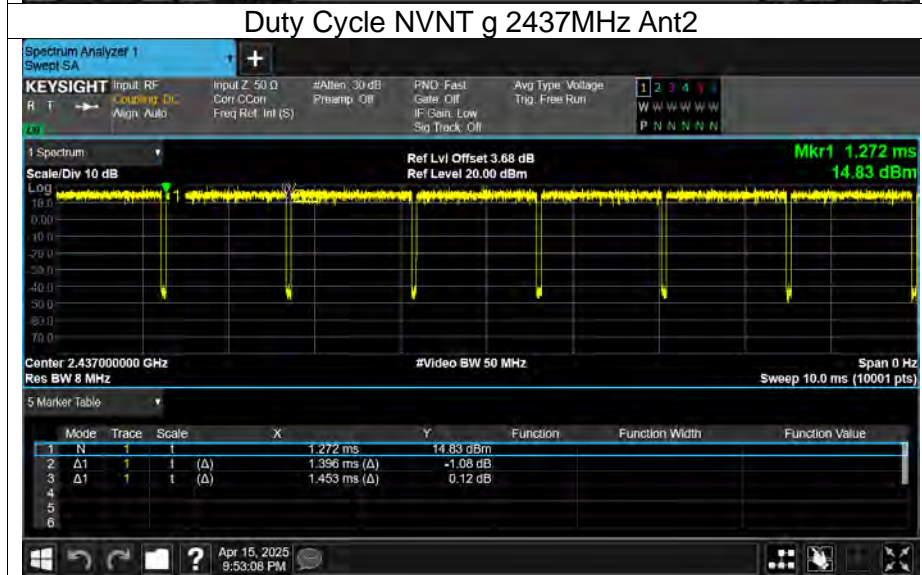 Duty Cycle NVNT g 2437MHz Ant2
Spectrum Analyzer 1
Swept SA
+
KEYSIGHT Input: RF Input Z: 50 Ω #Atten: 30 dB PNO: Fast Avg Type: Voltage 1 2 3 4 5 6
R T Coupling: DC Corr CCorr Preamp: Off Gate: Off Trig: Free Run W W W W W W
Align: Auto Freq Ref: Int (S) IF Gain: Low
Sig Track: Off P N N N N N
1 Spectrum Ref Lvl Offset 3.68 dB Mkr1 1.272 ms
Scale/Div 10 dB Ref Level 20.00 dBm 14.83 dBm
Log
10.0
0.00
-10.0
-20.0
-30.0
-40.0
-50.0
-60.0
-70.0
Center 2.437000000 GHz #Video BW 50 MHz Span 0 Hz
Res BW 8 MHz Sweep 10.0 ms (10001 pts)
5 Marker Table
Mode Trace Scale X Y Function Function Width Function Value
1 N 1 t 1.272 ms 14.83 dBm
2 Δ1 1 t (Δ) 1.396 ms (Δ) -1.08 dB
3 Δ1 1 t (Δ) 1.453 ms (Δ) 0.12 dB
4
5
6
? Apr 15, 2025
9:53:08 PM